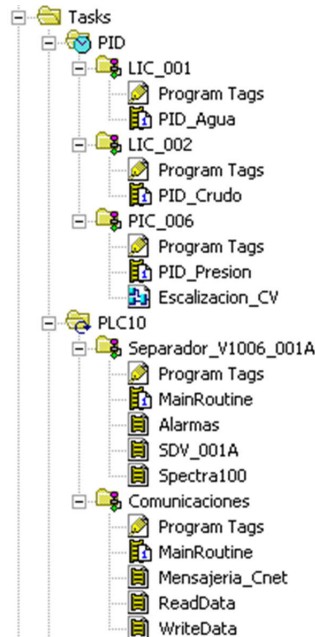 Tasks
PID
LIC_001
Program Tags
PID_Agua
LIC_002
Program Tags
PID_Crudo
PIC_006
Program Tags
PID_Presion
Escalizacion_CV
PLC10
Separador_V1006_001A
Program Tags
MainRoutine
Alarmas
SDV_001A
Spectra100
Comunicaciones
Program Tags
MainRoutine
Mensajeria_Cnet
ReadData
WriteData